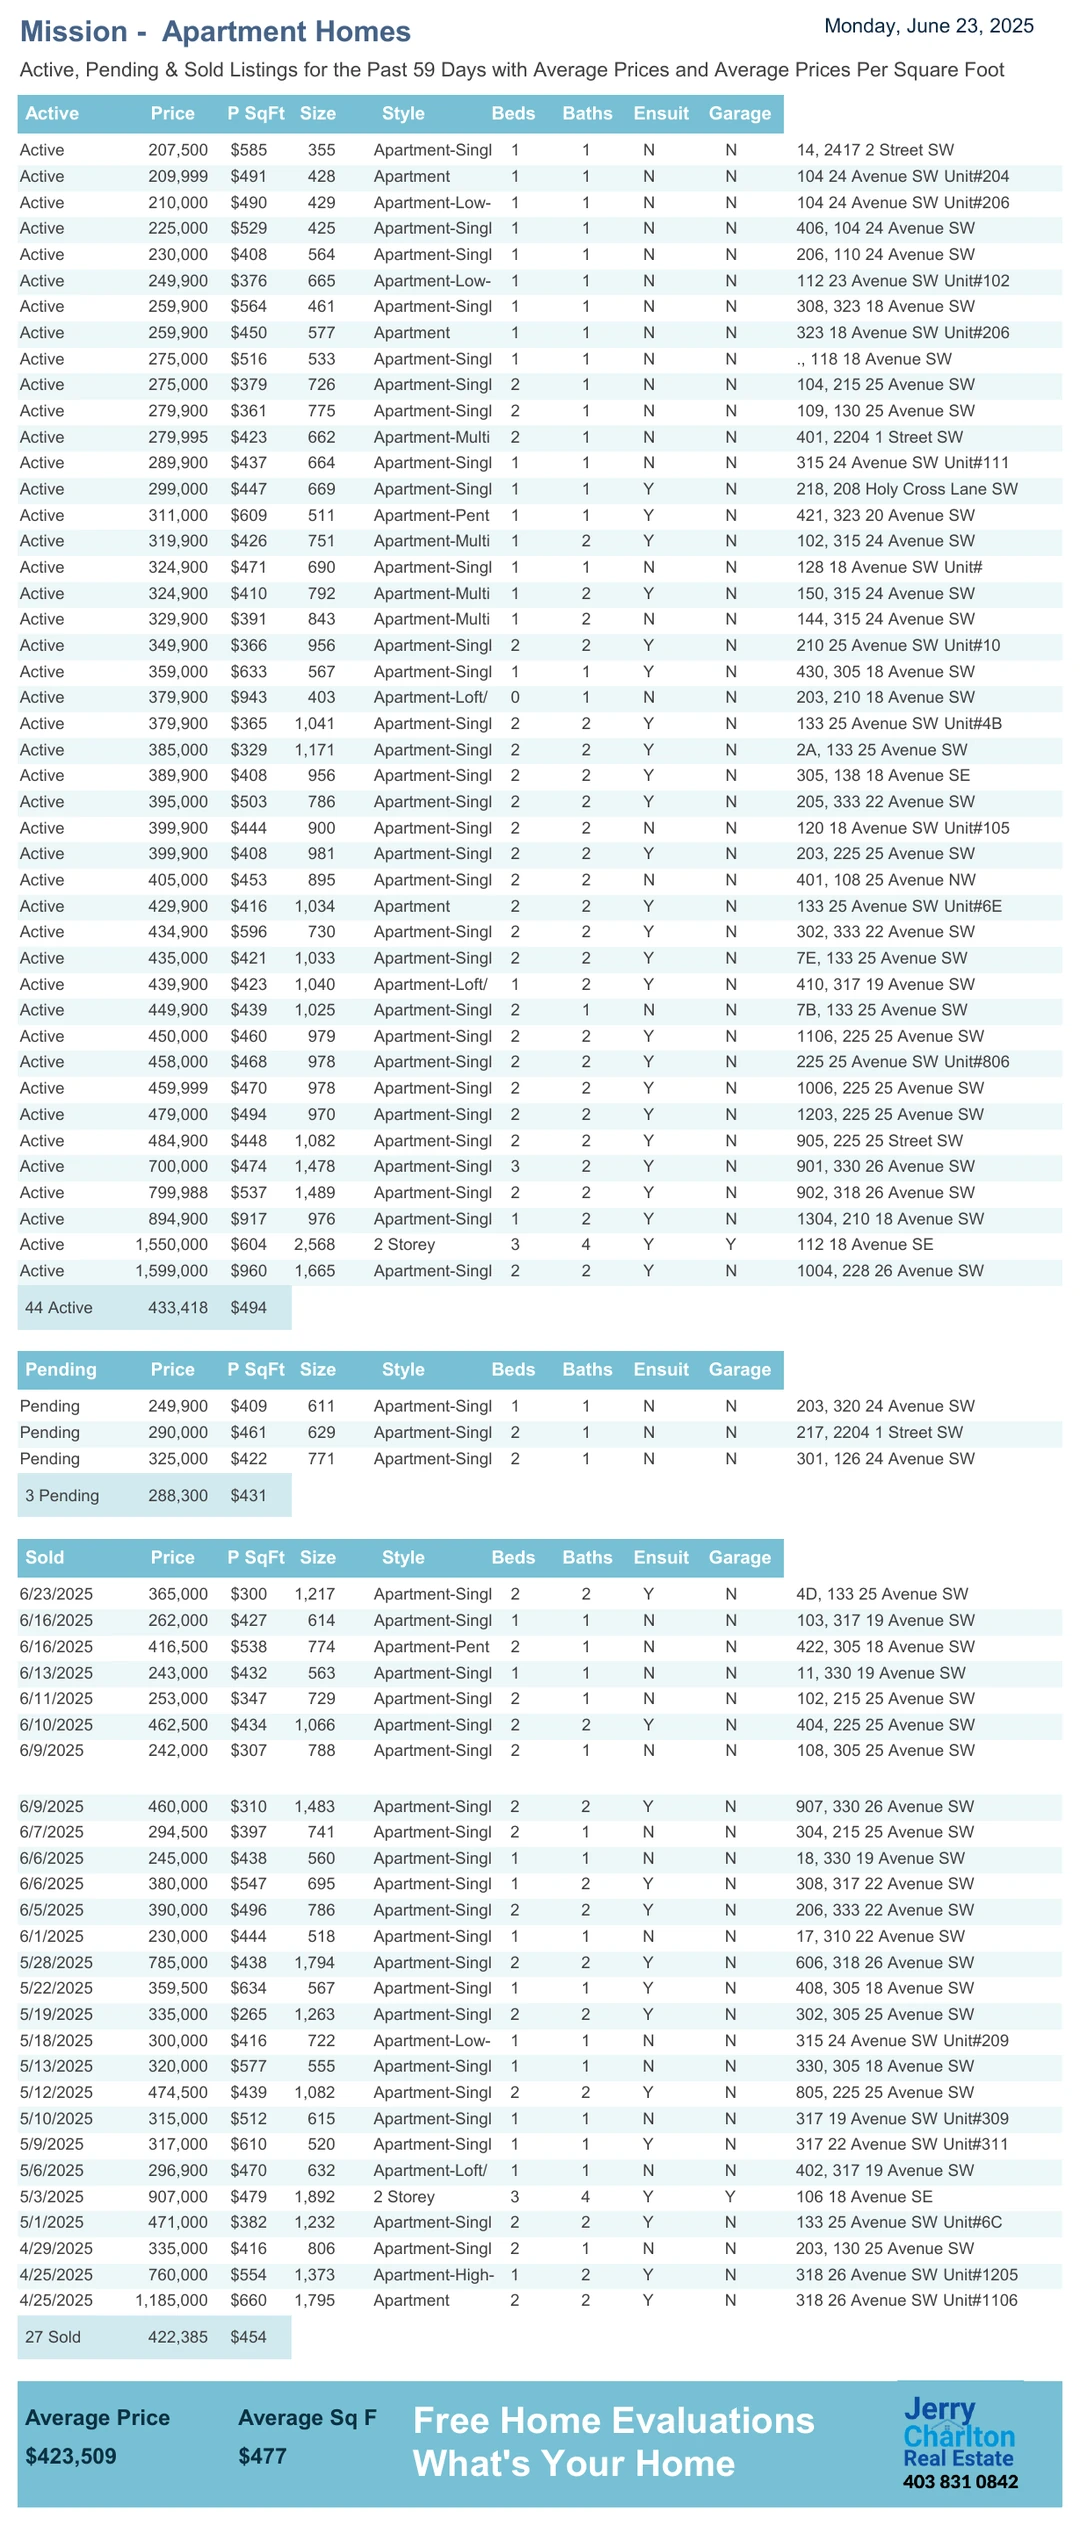 Mission - Apartment Homes
Monday, June 23, 2025
Active, Pending & Sold Listings for the Past 59 Days with Average Prices and Average Prices Per Square Foot
Active Price P SqFt Size Style Beds Baths Ensuit Garage
Active 207,500 $585 355 Apartment-Singl 1 1 N N 14, 2417 2 Street SW
Active 209,999 $491 428 Apartment 1 1 N N 104 24 Avenue SW Unit#204
Active 210,000 $490 429 Apartment-Low- 1 1 N N 104 24 Avenue SW Unit#206
Active 225,000 $529 425 Apartment-Singl 1 1 N N 406, 104 24 Avenue SW
Active 230,000 $408 564 Apartment-Singl 1 1 N N 206, 110 24 Avenue SW
Active 249,900 $376 665 Apartment-Low- 1 1 N N 112 23 Avenue SW Unit#102
Active 259,900 $564 461 Apartment-Singl 1 1 N N 308, 323 18 Avenue SW
Active 259,900 $450 577 Apartment 1 1 N N 323 18 Avenue SW Unit#206
Active 275,000 $516 533 Apartment-Singl 1 1 N N ., 118 18 Avenue SW
Active 275,000 $379 726 Apartment-Singl 2 1 N N 104, 215 25 Avenue SW
Active 279,900 $361 775 Apartment-Singl 2 1 N N 109, 130 25 Avenue SW
Active 279,995 $423 662 Apartment-Multi 2 1 N N 401, 2204 1 Street SW
Active 289,900 $437 664 Apartment-Singl 1 1 N N 315 24 Avenue SW Unit#111
Active 299,000 $447 669 Apartment-Singl 1 1 Y N 218, 208 Holy Cross Lane SW
Active 311,000 $609 511 Apartment-Pent 1 1 Y N 421, 323 20 Avenue SW
Active 319,900 $426 751 Apartment-Multi 1 2 Y N 102, 315 24 Avenue SW
Active 324,900 $471 690 Apartment-Singl 1 1 N N 128 18 Avenue SW Unit#
Active 324,900 $410 792 Apartment-Multi 1 2 Y N 150, 315 24 Avenue SW
Active 329,900 $391 843 Apartment-Multi 1 2 N N 144, 315 24 Avenue SW
Active 349,900 $366 956 Apartment-Singl 2 2 Y N 210 25 Avenue SW Unit#10
Active 359,000 $633 567 Apartment-Singl 1 1 Y N 430, 305 18 Avenue SW
Active 379,900 $943 403 Apartment-Loft/ 0 1 N N 203, 210 18 Avenue SW
Active 379,900 $365 1,041 Apartment-Singl 2 2 Y N 133 25 Avenue SW Unit#4B
Active 385,000 $329 1,171 Apartment-Singl 2 2 Y N 2A, 133 25 Avenue SW
Active 389,900 $408 956 Apartment-Singl 2 2 Y N 305, 138 18 Avenue SE
Active 395,000 $503 786 Apartment-Singl 2 2 Y N 205, 333 22 Avenue SW
Active 399,900 $444 900 Apartment-Singl 2 2 N N 120 18 Avenue SW Unit#105
Active 399,900 $408 981 Apartment-Singl 2 2 Y N 203, 225 25 Avenue SW
Active 405,000 $453 895 Apartment-Singl 2 2 N N 401, 108 25 Avenue NW
Active 429,900 $416 1,034 Apartment 2 2 Y N 133 25 Avenue SW Unit#6E
Active 434,900 $596 730 Apartment-Singl 2 2 Y N 302, 333 22 Avenue SW
Active 435,000 $421 1,033 Apartment-Singl 2 2 Y N 7E, 133 25 Avenue SW
Active 439,900 $423 1,040 Apartment-Loft/ 1 2 Y N 410, 317 19 Avenue SW
Active 449,900 $439 1,025 Apartment-Singl 2 1 N N 7B, 133 25 Avenue SW
Active 450,000 $460 979 Apartment-Singl 2 2 Y N 1106, 225 25 Avenue SW
Active 458,000 $468 978 Apartment-Singl 2 2 Y N 225 25 Avenue SW Unit#806
Active 459,999 $470 978 Apartment-Singl 2 2 Y N 1006, 225 25 Avenue SW
Active 479,000 $494 970 Apartment-Singl 2 2 Y N 1203, 225 25 Avenue SW
Active 484,900 $448 1,082 Apartment-Singl 2 2 Y N 905, 225 25 Street SW
Active 700,000 $474 1,478 Apartment-Singl 3 2 Y N 901, 330 26 Avenue SW
Active 799,988 $537 1,489 Apartment-Singl 2 2 Y N 902, 318 26 Avenue SW
Active 894,900 $917 976 Apartment-Singl 1 2 Y N 1304, 210 18 Avenue SW
Active 1,550,000 $604 2,568 2 Storey 3 4 Y Y 112 18 Avenue SE
Active 1,599,000 $960 1,665 Apartment-Singl 2 2 Y N 1004, 228 26 Avenue SW
44 Active 433,418 $494
Pending Price P SqFt Size Style Beds Baths Ensuit Garage
Pending 249,900 $409 611 Apartment-Singl 1 1 N N 203, 320 24 Avenue SW
Pending 290,000 $461 629 Apartment-Singl 2 1 N N 217, 2204 1 Street SW
Pending 325,000 $422 771 Apartment-Singl 2 1 N N 301, 126 24 Avenue SW
3 Pending 288,300 $431
Sold Price P SqFt Size Style Beds Baths Ensuit Garage
6/23/2025 365,000 $300 1,217 Apartment-Singl 2 2 Y N 4D, 133 25 Avenue SW
6/16/2025 262,000 $427 614 Apartment-Singl 1 1 N N 103, 317 19 Avenue SW
6/16/2025 416,500 $538 774 Apartment-Pent 2 1 N N 422, 305 18 Avenue SW
6/13/2025 243,000 $432 563 Apartment-Singl 1 1 N N 11, 330 19 Avenue SW
6/11/2025 253,000 $347 729 Apartment-Singl 2 1 N N 102, 215 25 Avenue SW
6/10/2025 462,500 $434 1,066 Apartment-Singl 2 2 Y N 404, 225 25 Avenue SW
6/9/2025 242,000 $307 788 Apartment-Singl 2 1 N N 108, 305 25 Avenue SW
6/9/2025 460,000 $310 1,483 Apartment-Singl 2 2 Y N 907, 330 26 Avenue SW
6/7/2025 294,500 $397 741 Apartment-Singl 2 1 N N 304, 215 25 Avenue SW
6/6/2025 245,000 $438 560 Apartment-Singl 1 1 N N 18, 330 19 Avenue SW
6/6/2025 380,000 $547 695 Apartment-Singl 1 2 Y N 308, 317 22 Avenue SW
6/5/2025 390,000 $496 786 Apartment-Singl 2 2 Y N 206, 333 22 Avenue SW
6/1/2025 230,000 $444 518 Apartment-Singl 1 1 N N 17, 310 22 Avenue SW
5/28/2025 785,000 $438 1,794 Apartment-Singl 2 2 Y N 606, 318 26 Avenue SW
5/22/2025 359,500 $634 567 Apartment-Singl 1 1 Y N 408, 305 18 Avenue SW
5/19/2025 335,000 $265 1,263 Apartment-Singl 2 2 Y N 302, 305 25 Avenue SW
5/18/2025 300,000 $416 722 Apartment-Low- 1 1 N N 315 24 Avenue SW Unit#209
5/13/2025 320,000 $577 555 Apartment-Singl 1 1 N N 330, 305 18 Avenue SW
5/12/2025 474,500 $439 1,082 Apartment-Singl 2 2 Y N 805, 225 25 Avenue SW
5/10/2025 315,000 $512 615 Apartment-Singl 1 1 N N 317 19 Avenue SW Unit#309
5/9/2025 317,000 $610 520 Apartment-Singl 1 1 Y N 317 22 Avenue SW Unit#311
5/6/2025 296,900 $470 632 Apartment-Loft/ 1 1 N N 402, 317 19 Avenue SW
5/3/2025 907,000 $479 1,892 2 Storey 3 4 Y Y 106 18 Avenue SE
5/1/2025 471,000 $382 1,232 Apartment-Singl 2 2 Y N 133 25 Avenue SW Unit#6C
4/29/2025 335,000 $416 806 Apartment-Singl 2 1 N N 203, 130 25 Avenue SW
4/25/2025 760,000 $554 1,373 Apartment-High- 1 2 Y N 318 26 Avenue SW Unit#1205
4/25/2025 1,185,000 $660 1,795 Apartment 2 2 Y N 318 26 Avenue SW Unit#1106
27 Sold 422,385 $454
Average Price Average Sq F
$423,509 $477
Free Home Evaluations
What's Your Home
Jerry
Charlton
Real Estate
403 831 0842